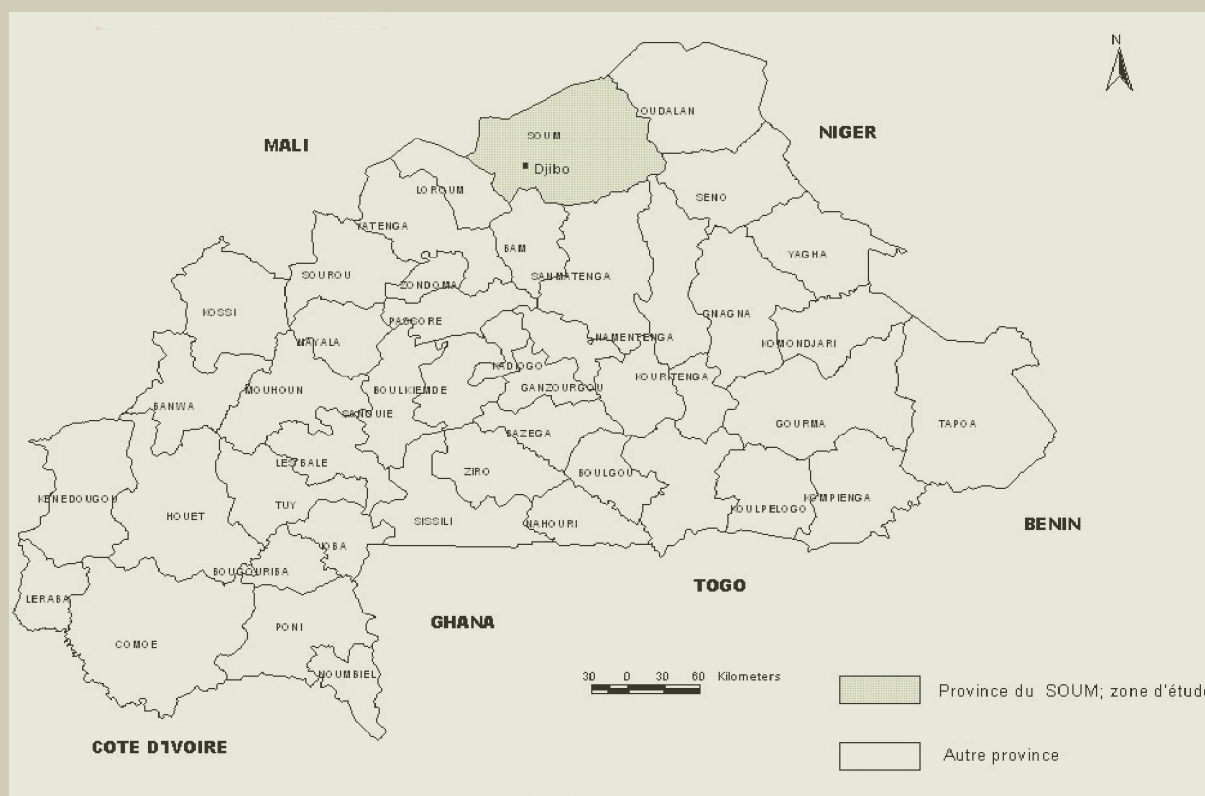 N
OUDALAN
NIGER
SOUM
MALI
Djibo
LOROUM
SENO
YATENGA
BAM
YAGHA
SOUROU
SANMATENGA
ZONDOMA
KOSSI
GNAGNA
PASSORE
NAMENTENGA
NAYALA
KOMONDJARI
KADIOGO
KOURITENGA
MOUHOUN
BOULKIEMDE
GANZOURGOU
BANWA
SANGUIE
GOURMA
TAPOA
BAZEGA
LES BALE
ZIRO
BOULGOU
KENEDOUGOU
KOMPIENGA
TUY
KOULPELOGO
HOUET
SISSILI
NAHOURI
BENIN
IOBA
BOUGOURIBA
TOGO
LERABA
GHANA
PONI
COMOE
NOUMBIEL
30 0 30 60 Kilometers
Province du SOUM; zone d'étude
COTE D'IVOIRE
Autre province